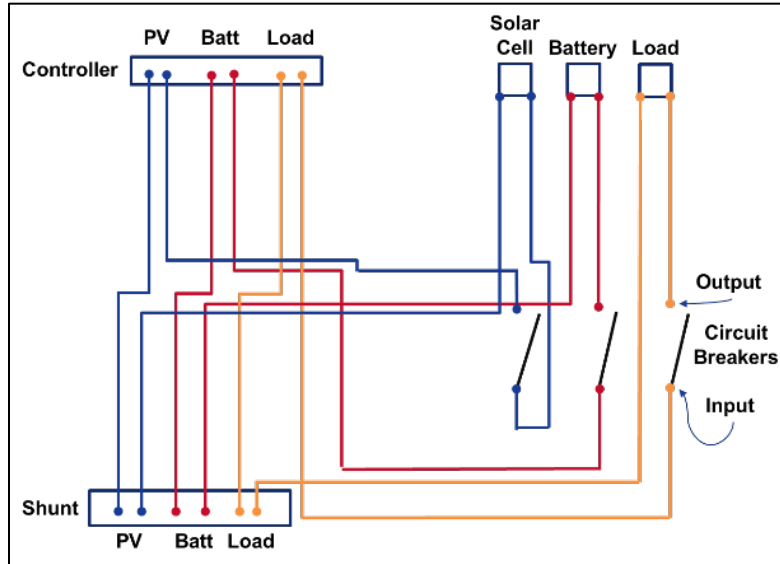 PV Batt Load
Controller
Solar
Cell Battery Load
Output
Circuit
Breakers
Input
Shunt
PV Batt Load